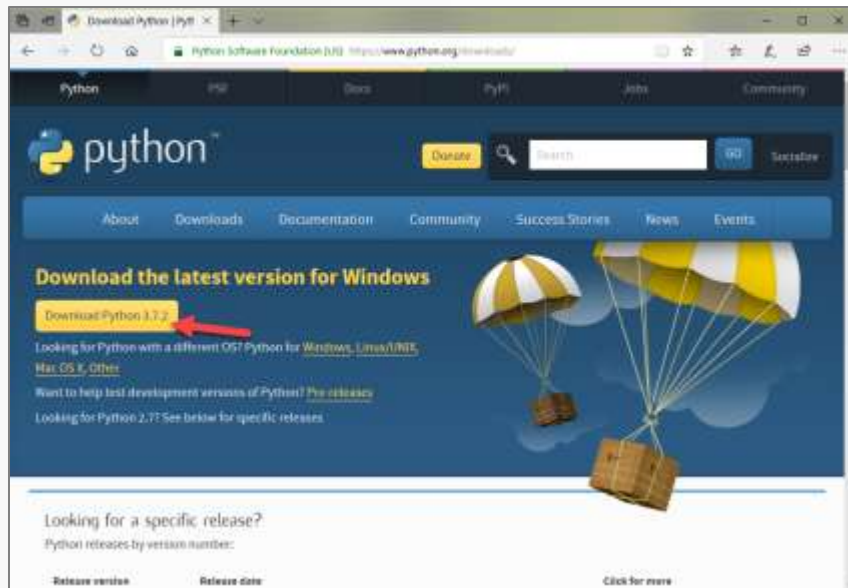 Download Python | Pyth
Python Software Foundation [US] https://www.python.org/downloads/
Python PSF Docs PyPI Jobs Community
python™
Donate Search GO Socialize
About Downloads Documentation Community Success Stories News Events
Download the latest version for Windows
Download Python 3.7.2
Looking for Python with a different OS? Python for Windows, Linux/UNIX,
Mac OS X, Other
Want to help test development versions of Python? Pre-releases
Looking for Python 2.7? See below for specific releases
Looking for a specific release?
Python releases by version number:
Release version Release date Click for more